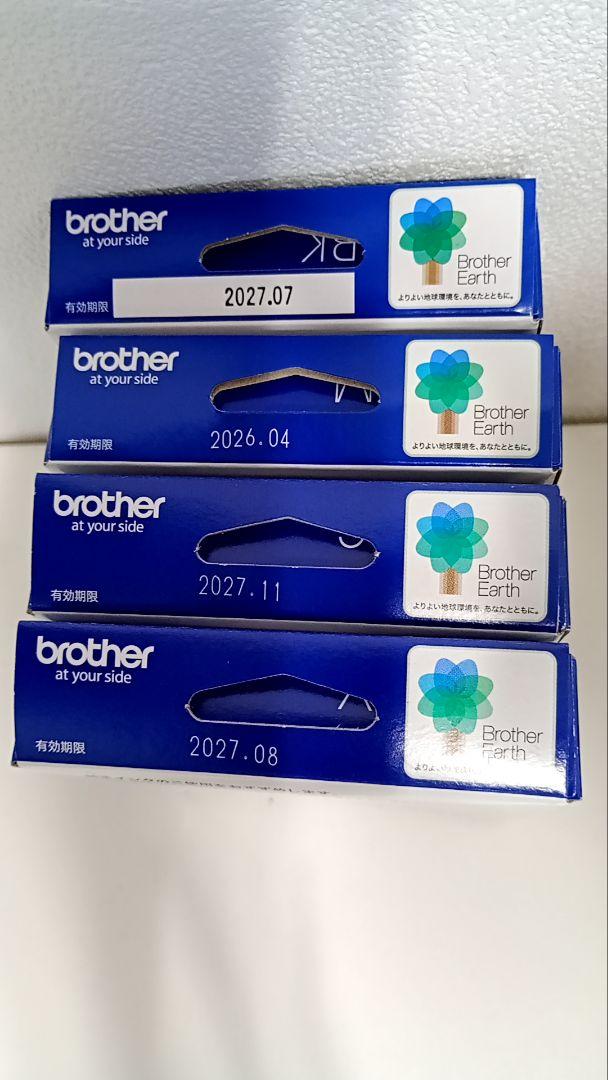 brother
at your side
BK
有効期限
2027.07
Brother
Earth
よりよい地球環境を、あなたとともに。
brother
at your side
M
有効期限
2026.04
Brother
Earth
よりよい地球環境を、あなたとともに。
brother
at your side
C
有効期限
2027.11
Brother
Earth
よりよい地球環境を、あなたとともに。
brother
at your side
Y
有効期限
2027.08
Brother
Earth